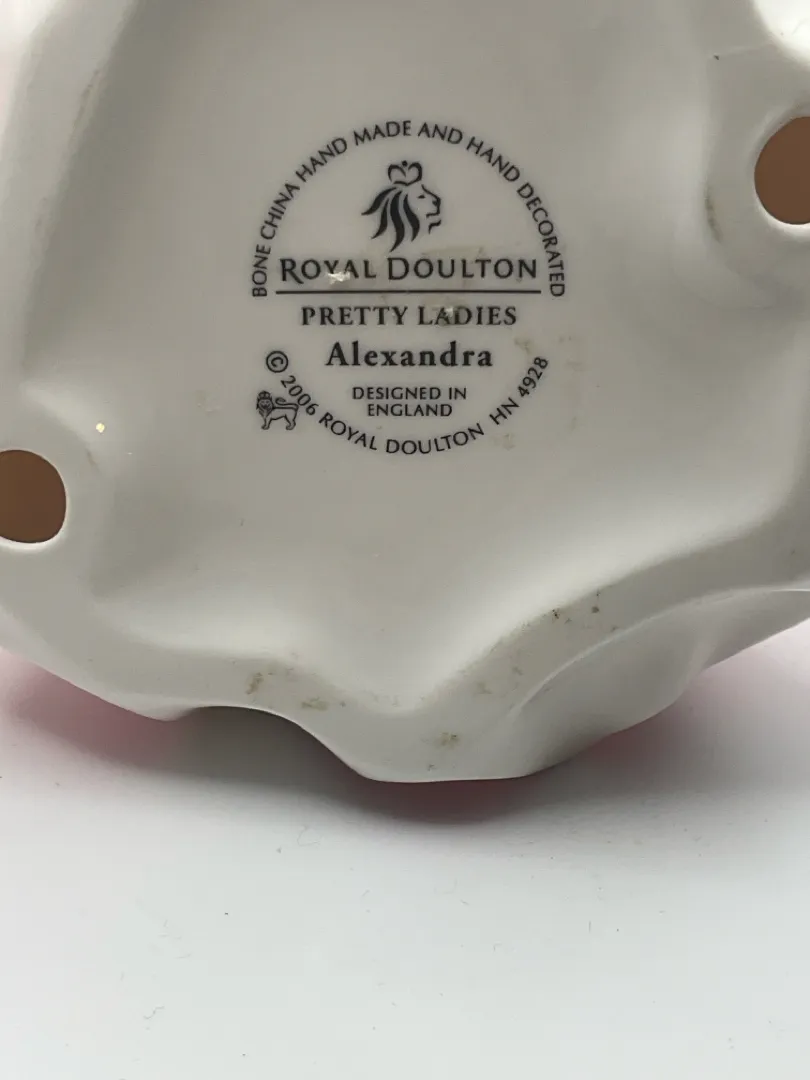 BONE CHINA HAND MADE AND HAND DECORATED
ROYAL DOULTON
PRETTY LADIES
Alexandra
DESIGNED IN
ENGLAND
© 2006 ROYAL DOULTON HN 4928